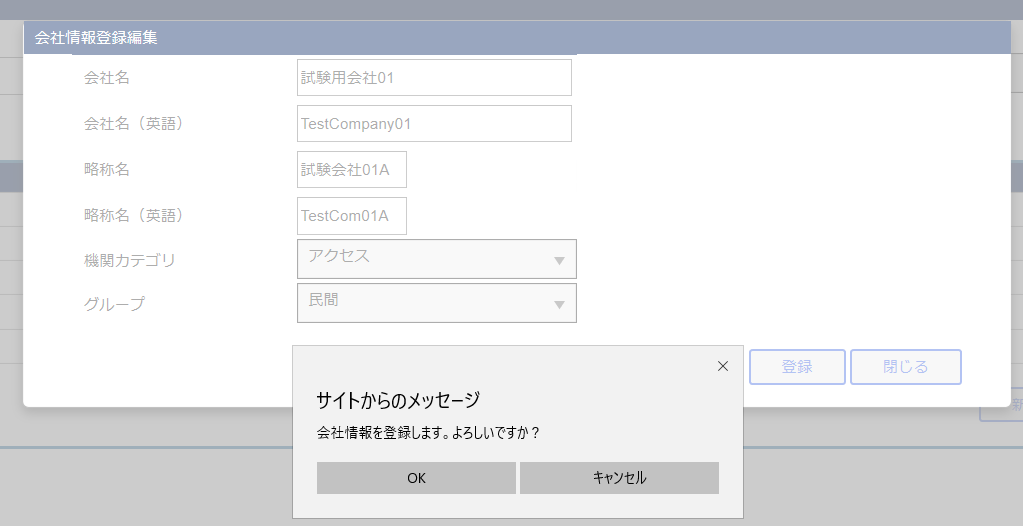 会社情報登録編集
会社名 試験用会社01
会社名（英語） TestCompany01
略称名 試験会社01A
略称名（英語） TestCom01A
機関カテゴリ アクセス
グループ 民間
登録 閉じる
新
サイトからのメッセージ
会社情報を登録します。よろしいですか？
OK キャンセル